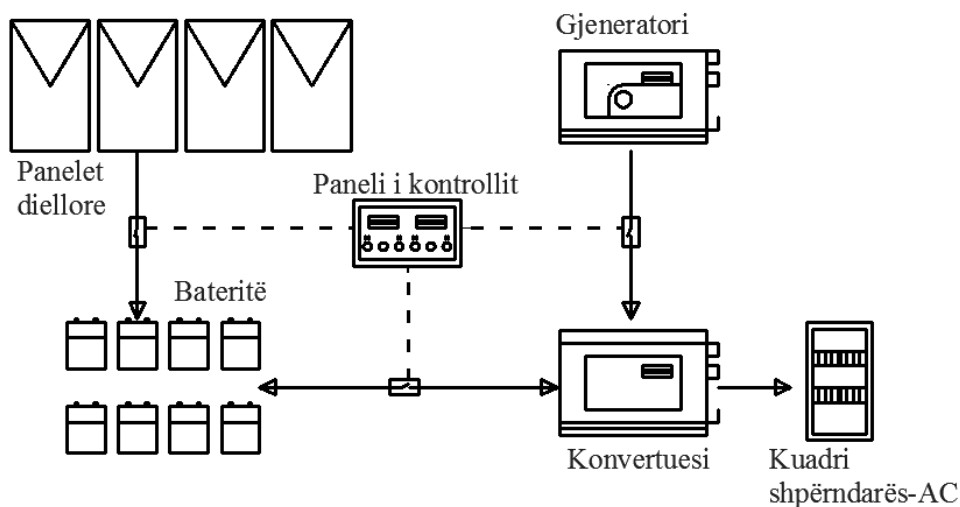 Gjeneratori
Panelet
diellore
Paneli i kontrollit
Bateritë
Konvertuesi
Kuadri
shpërndarës-AC